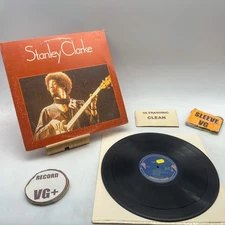 Stanley Clarke
ULTRASONIC
CLEAN
SLEEVE
VG
RECORD
VG+